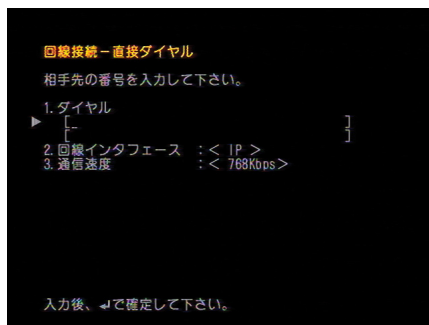 回線接続－直接ダイヤル
相手先の番号を入力して下さい。
1. ダイヤル
▶ [_ ]
[ ]
2. 回線インタフェース :< IP >
3. 通信速度 :< 768Kbps>
入力後、↵で確定して下さい。